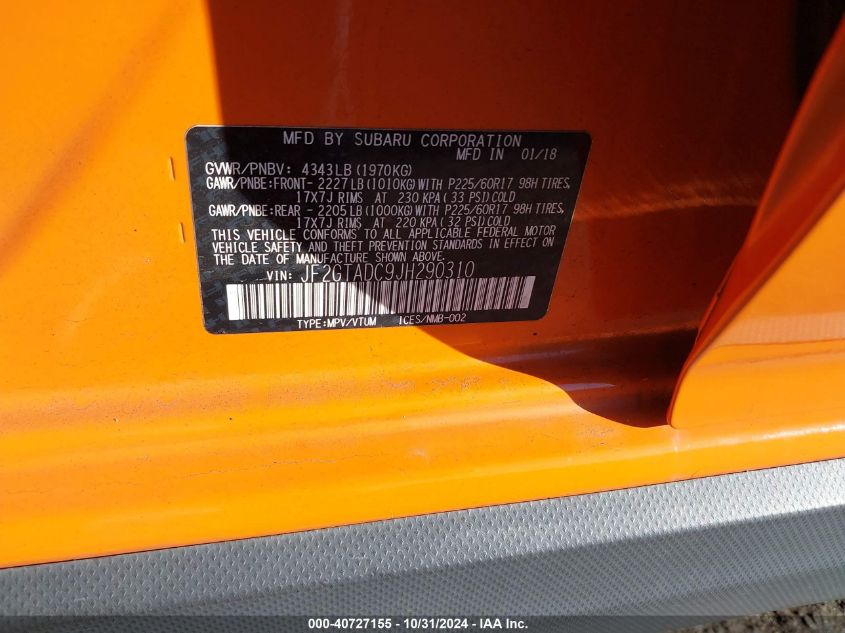 MFD BY SUBARU CORPORATION
MFD IN 01/18
GVWR/PNBV: 4343LB (1970KG)
GAWR/PNBE:FRONT- 2227LB (1010KG) WITH P225/60R17 98H TIRES,
17X7J RIMS AT 230 KPA ( 33 PSI) COLD
GAWR/PNBE:REAR - 2205LB (1000KG) WITH P225/60R17 98H TIRES,
17X7J RIMS AT 220 KPA ( 32 PSI) COLD
THIS VEHICLE CONFORMS TO ALL APPLICABLE FEDERAL MOTOR
VEHICLE SAFETY AND THEFT PREVENTION STANDARDS IN EFFECT ON
THE DATE OF MANUFACTURE SHOWN ABOVE.
VIN: JF2GTADC9JH290310
TYPE:MPV/VTUM ICES/NMB-002
000-40727155 - 10/31/2024 - IAA Inc.